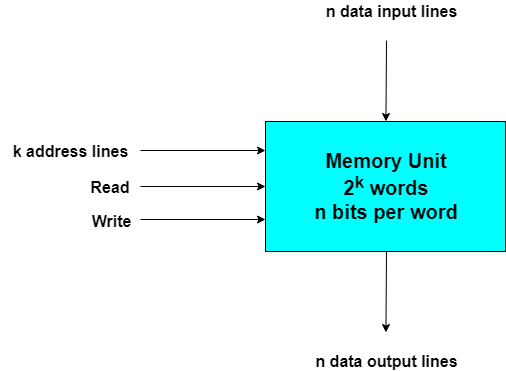 n data input lines
k address lines
Read
Write
Memory Unit
2ᵏ words
n bits per word
n data output lines